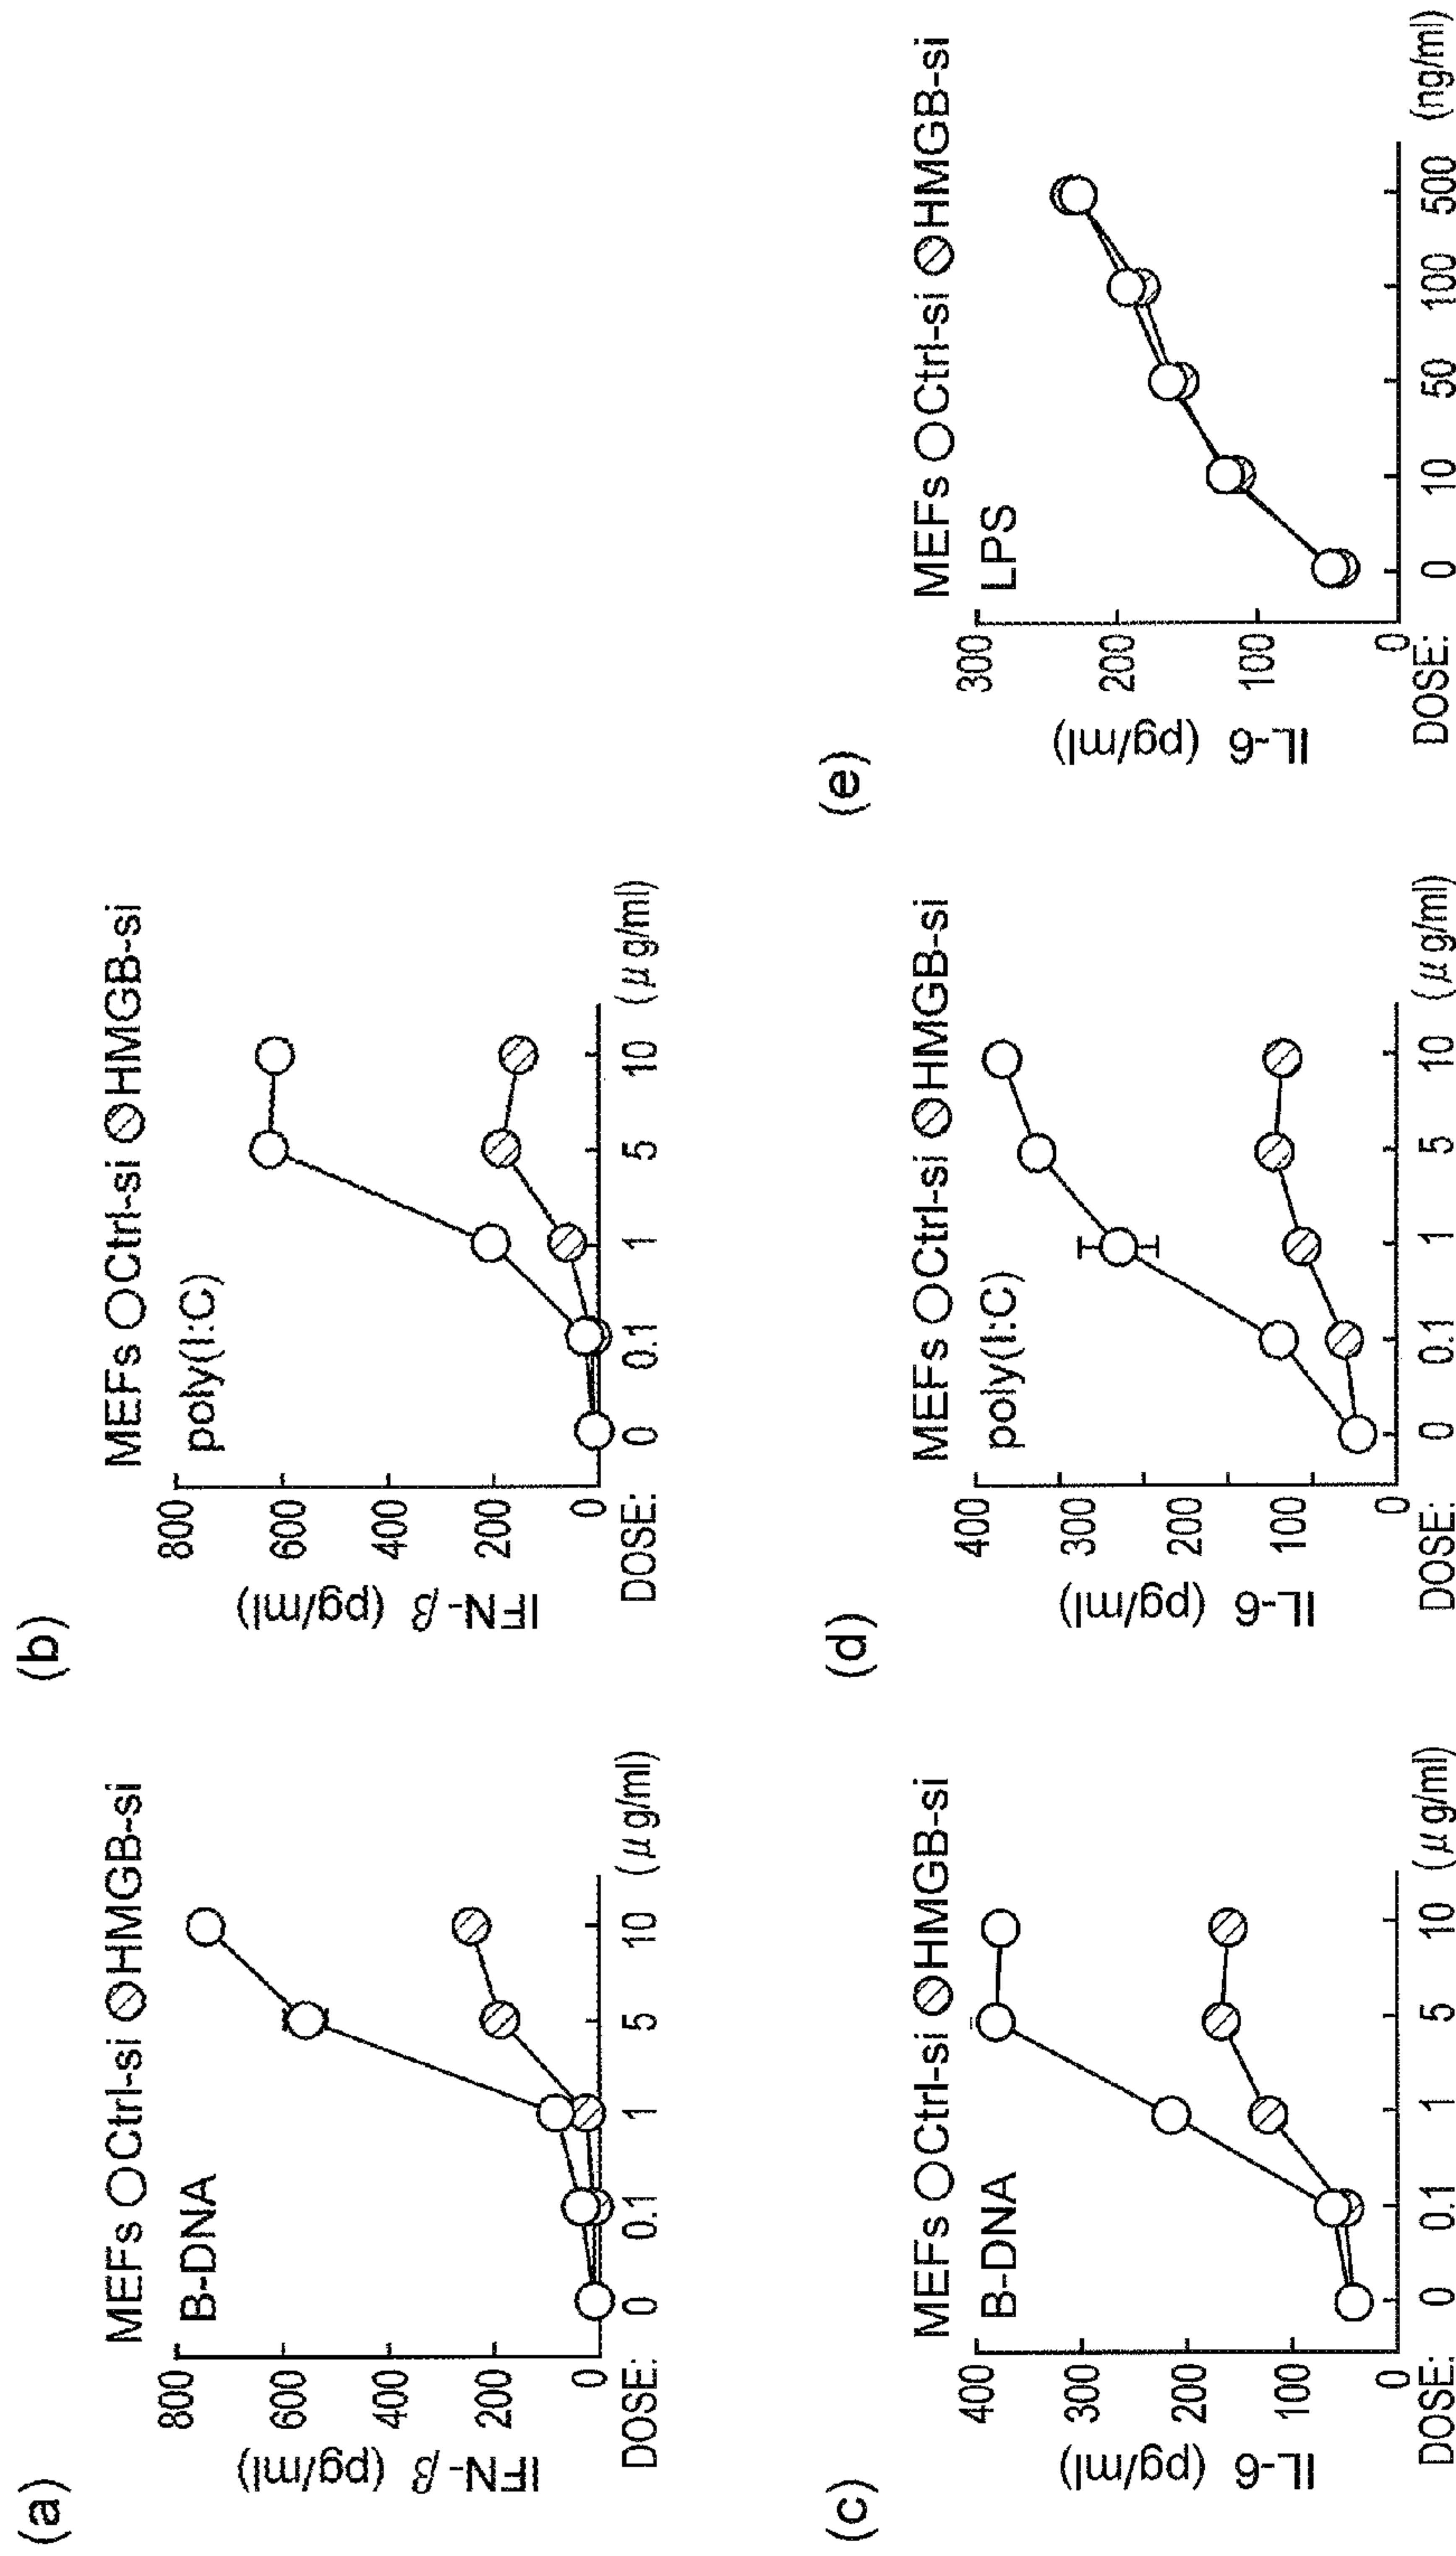 (a)
MEFs Ctrl-si HMGB-si
B-DNA
IFN-β (pg/ml)
800
600
400
200
0
DOSE: 0 0.1 1 5 10 (μg/ml)
(b)
MEFs Ctrl-si HMGB-si
poly(I:C)
IFN-β (pg/ml)
800
600
400
200
0
DOSE: 0 0.1 1 5 10 (μg/ml)
(c)
MEFs Ctrl-si HMGB-si
B-DNA
IL-6 (pg/ml)
400
300
200
100
0
DOSE: 0 0.1 1 5 10 (μg/ml)
(d)
MEFs Ctrl-si HMGB-si
poly(I:C)
IL-6 (pg/ml)
400
300
200
100
0
DOSE: 0 0.1 1 5 10 (μg/ml)
(e)
MEFs Ctrl-si HMGB-si
LPS
IL-6 (pg/ml)
300
200
100
0
DOSE: 0 10 50 100 500 (ng/ml)